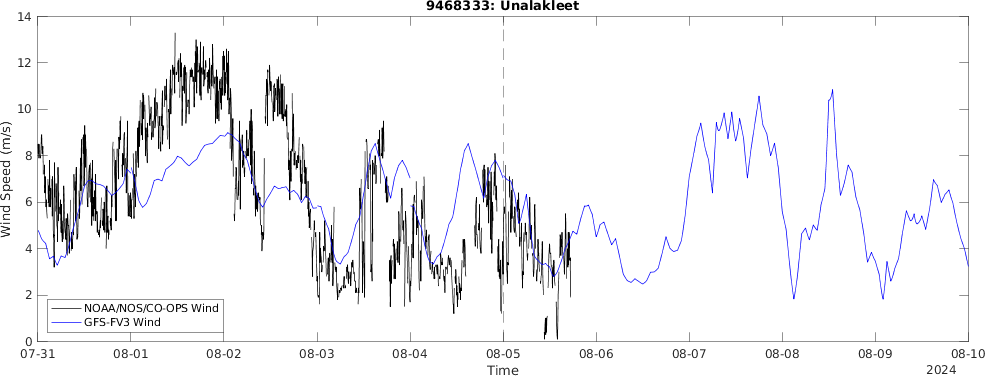 9468333: Unalakleet
Wind Speed (m/s)
14
12
10
8
6
4
2
0
NOAA/NOS/CO-OPS Wind
GFS-FV3 Wind
07-31 08-01 08-02 08-03 08-04 08-05 08-06 08-07 08-08 08-09 08-10
Time
2024